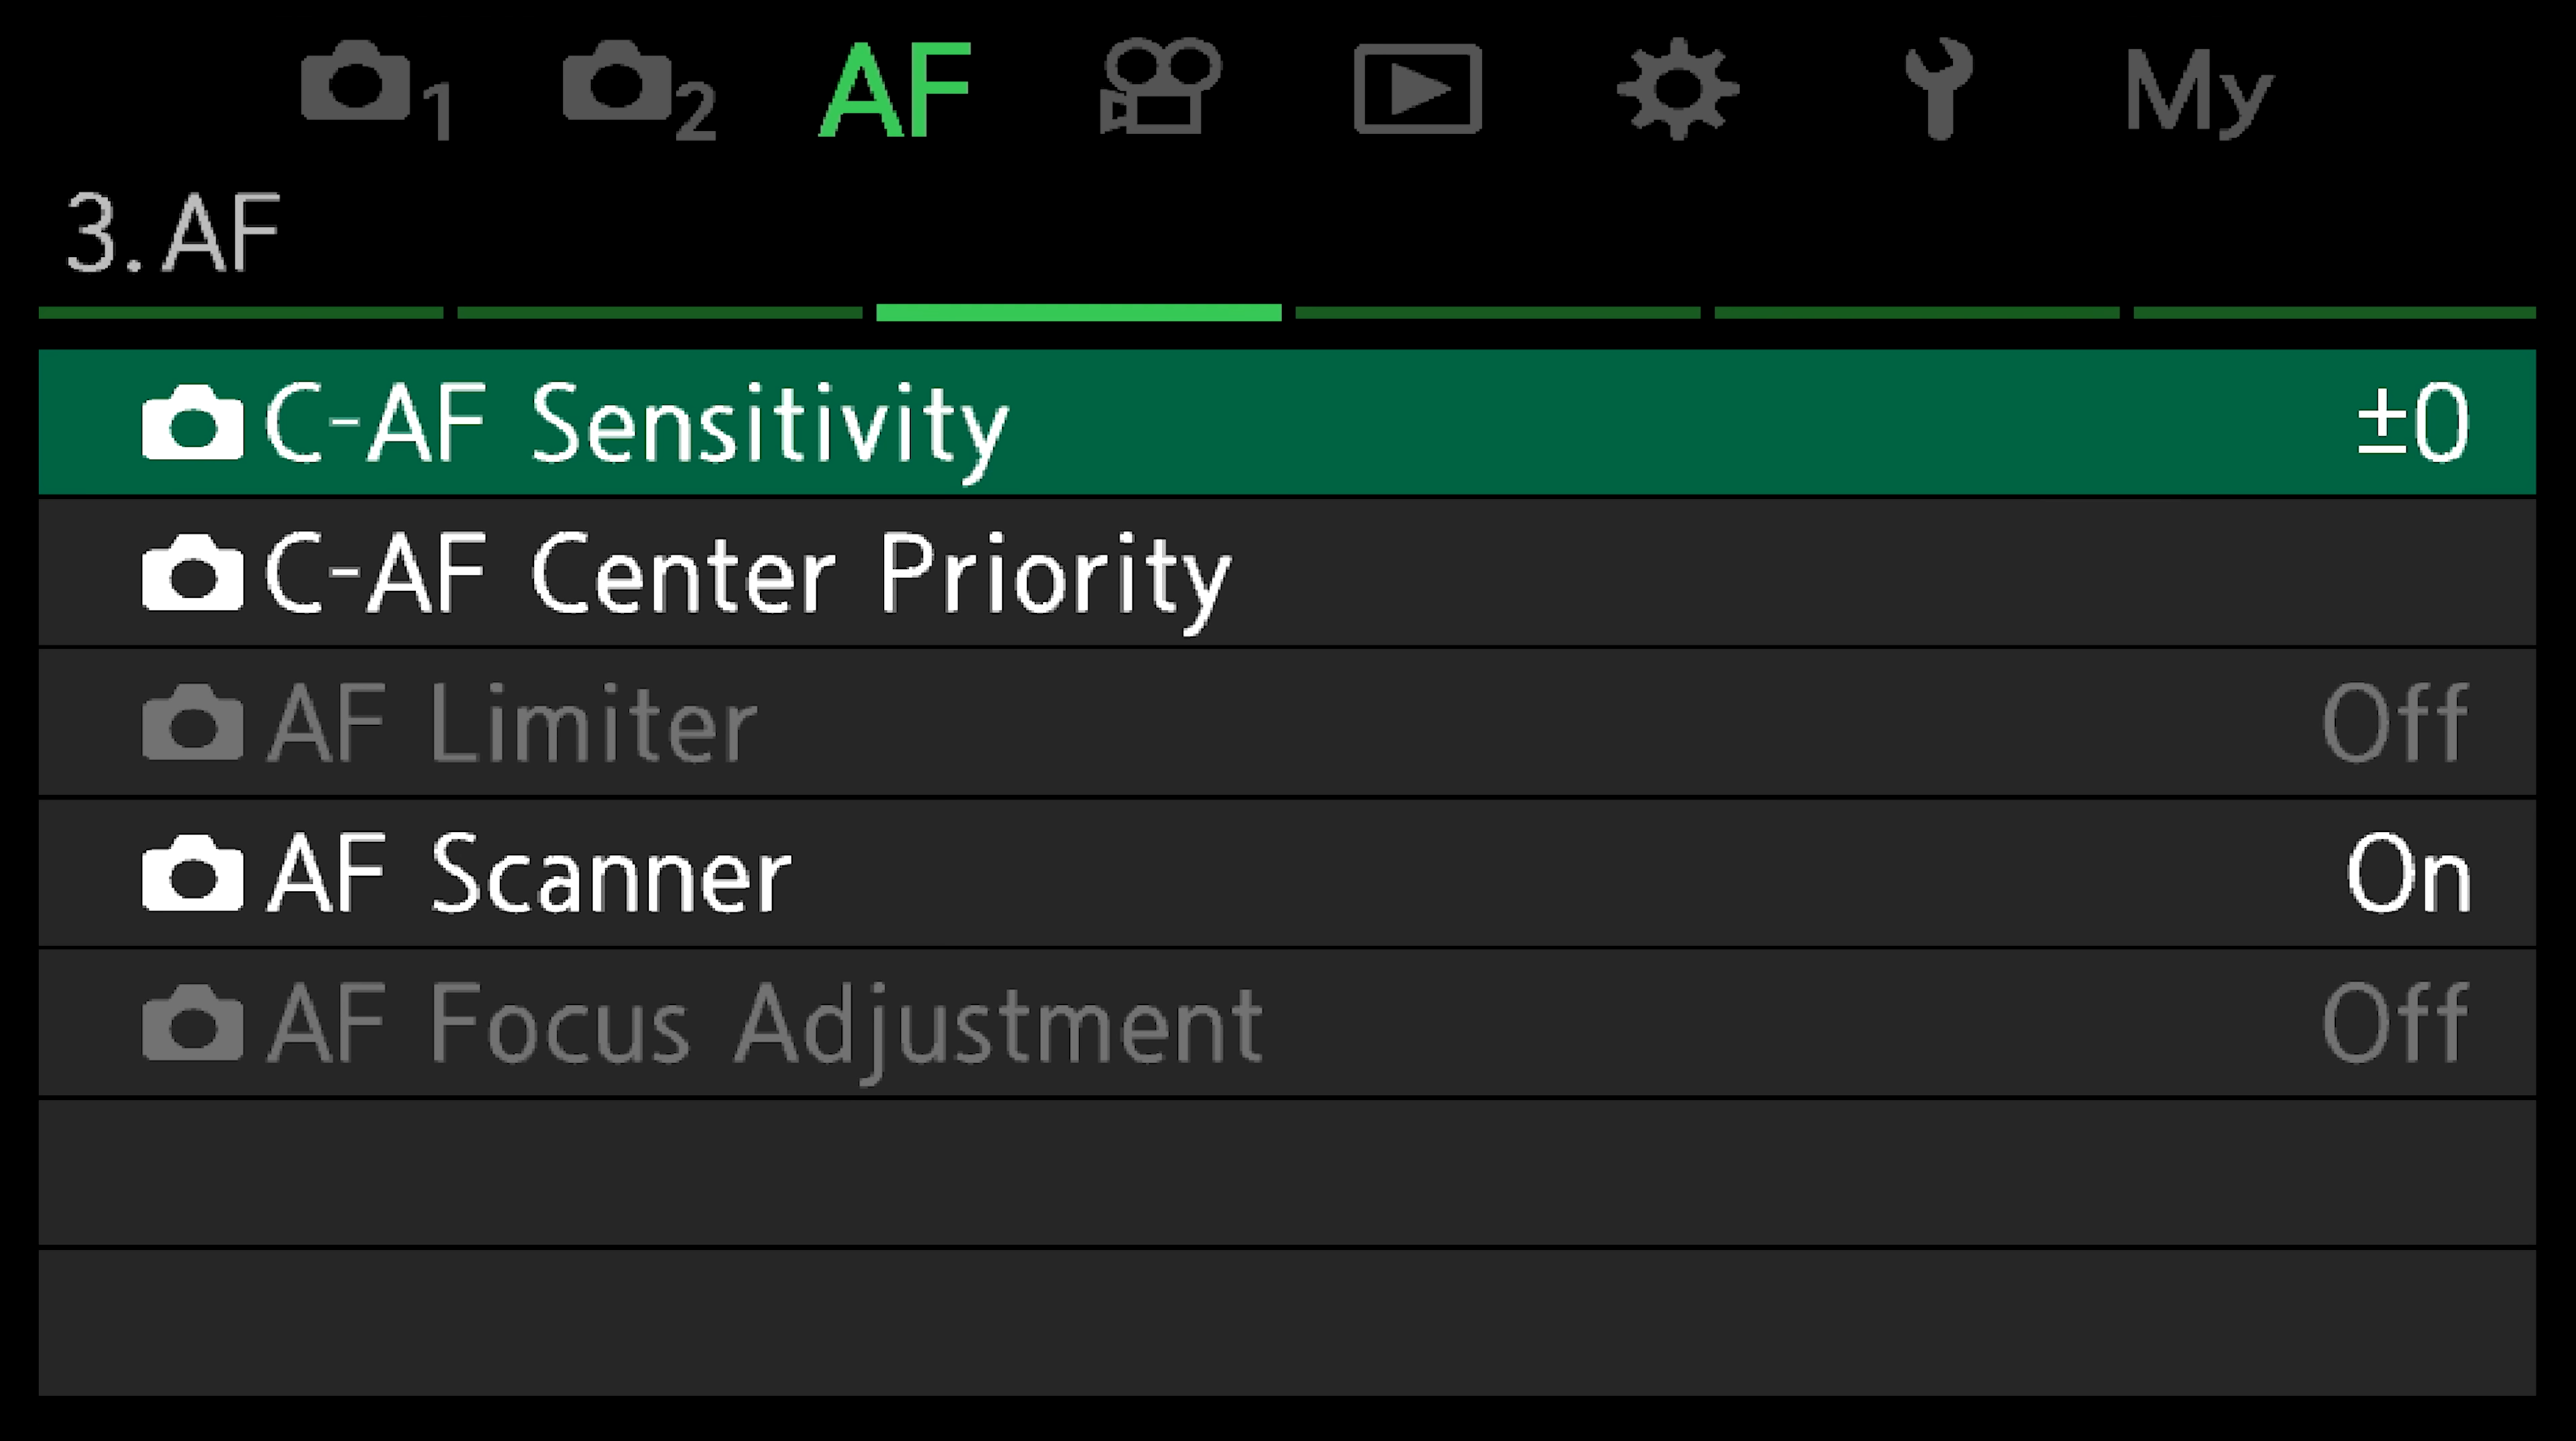 1 2 AF My
3. AF
C-AF Sensitivity ±0
C-AF Center Priority
AF Limiter Off
AF Scanner On
AF Focus Adjustment Off